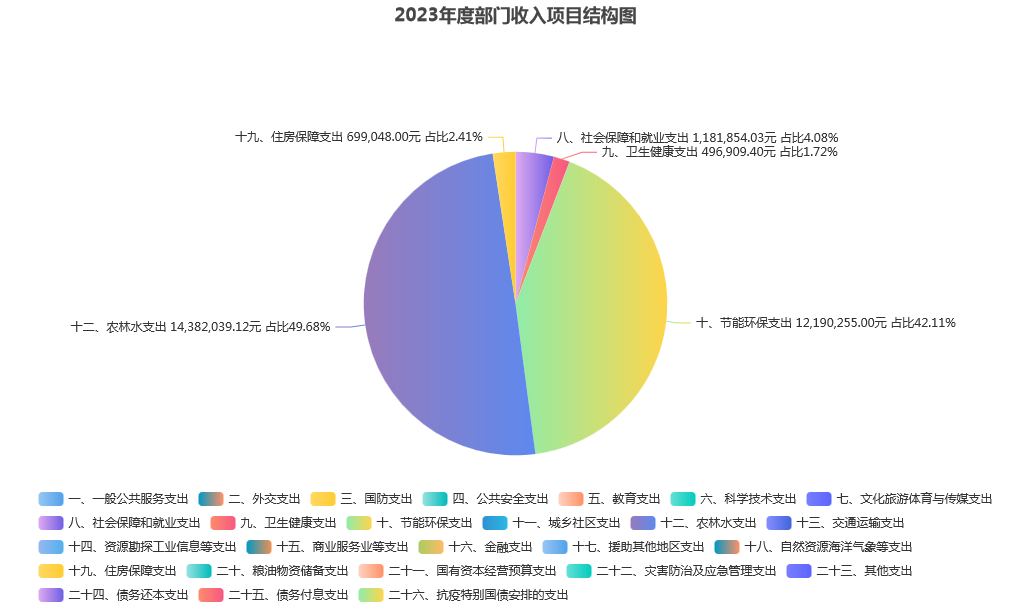 2023年度部门收入项目结构图
十九、住房保障支出 699,048.00元 占比2.41%
八、社会保障和就业支出 1,181,854.03元 占比4.08%
九、卫生健康支出 496,909.40元 占比1.72%
十二、农林水支出 14,382,039.12元 占比49.68%
十、节能环保支出 12,190,255.00元 占比42.11%
一、一般公共服务支出 二、外交支出 三、国防支出 四、公共安全支出 五、教育支出 六、科学技术支出 七、文化旅游体育与传媒支出
八、社会保障和就业支出 九、卫生健康支出 十、节能环保支出 十一、城乡社区支出 十二、农林水支出 十三、交通运输支出
十四、资源勘探工业信息等支出 十五、商业服务业等支出 十六、金融支出 十七、援助其他地区支出 十八、自然资源海洋气象等支出
十九、住房保障支出 二十、粮油物资储备支出 二十一、国有资本经营预算支出 二十二、灾害防治及应急管理支出 二十三、其他支出
二十四、债务还本支出 二十五、债务付息支出 二十六、抗疫特别国债安排的支出